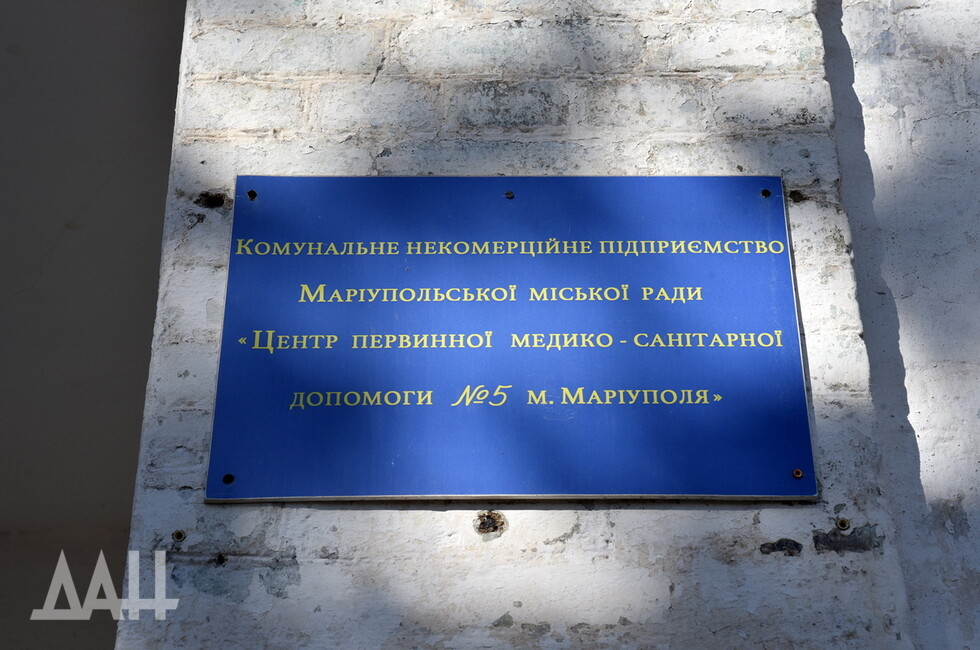 Комунальне некомерційне підприємство
Маріупольської міської ради
«Центр первинної медико-санітарної
допомоги №5 м. Маріуполя»
ДАН